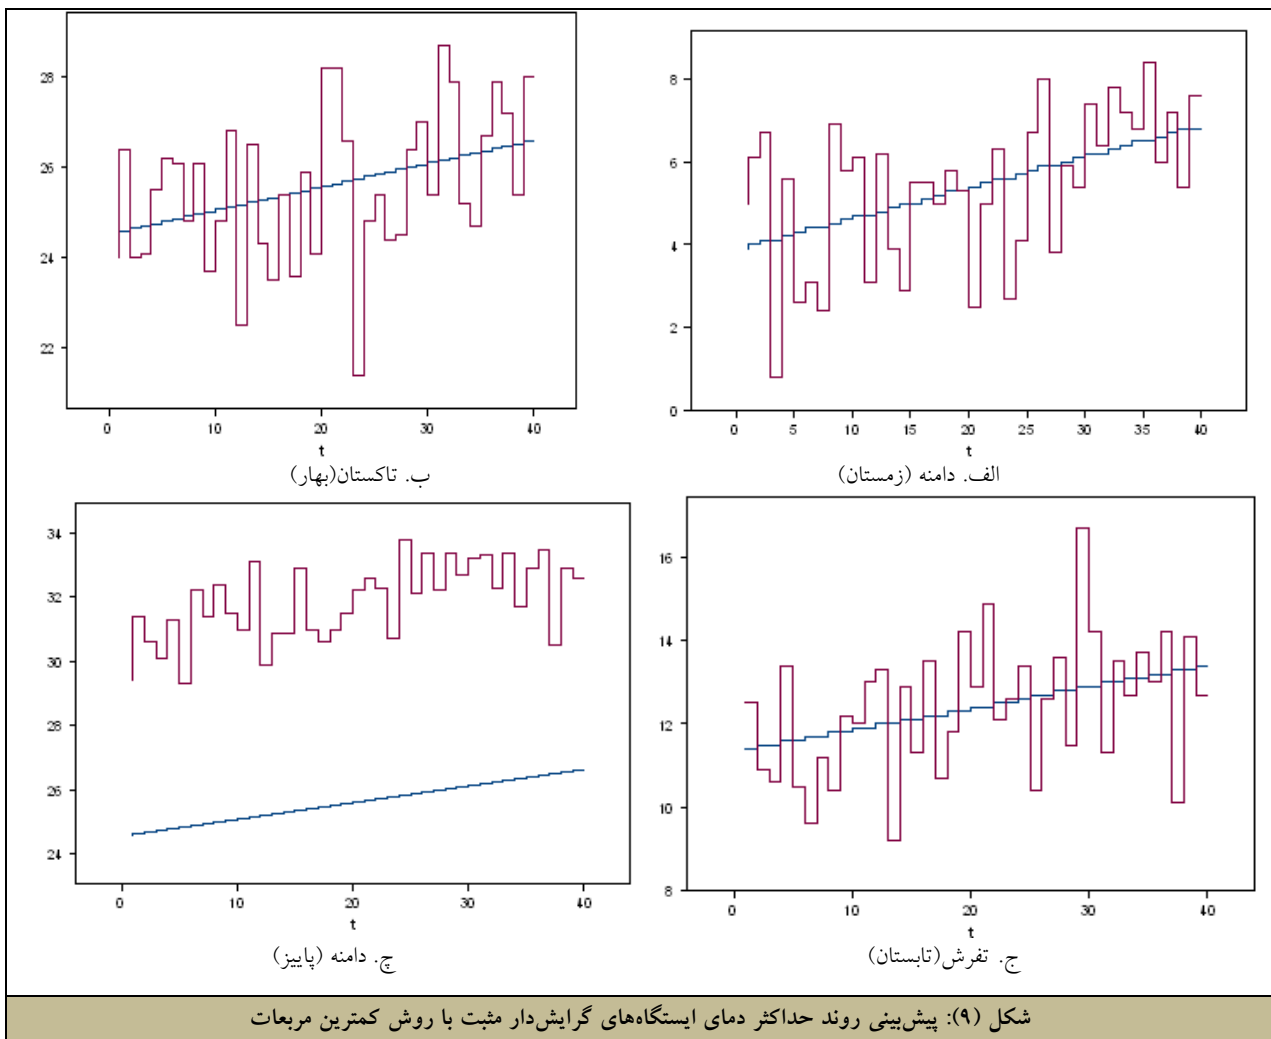 28
26
24
22
0 10 20 30 40
t
ب. تاکستان(بهار)
8
6
4
2
0
0 5 10 15 20 25 30 35 40
t
الف. دامنه (زمستان)
34
32
30
28
26
24
0 10 20 30 40
t
چ. دامنه (پاییز)
16
14
12
10
8
0 10 20 30 40
t
ج. تفرش(تابستان)
شکل (۹): پیش‌بینی روند حداکثر دمای ایستگاه‌های گرایش‌دار مثبت با روش کمترین مربعات